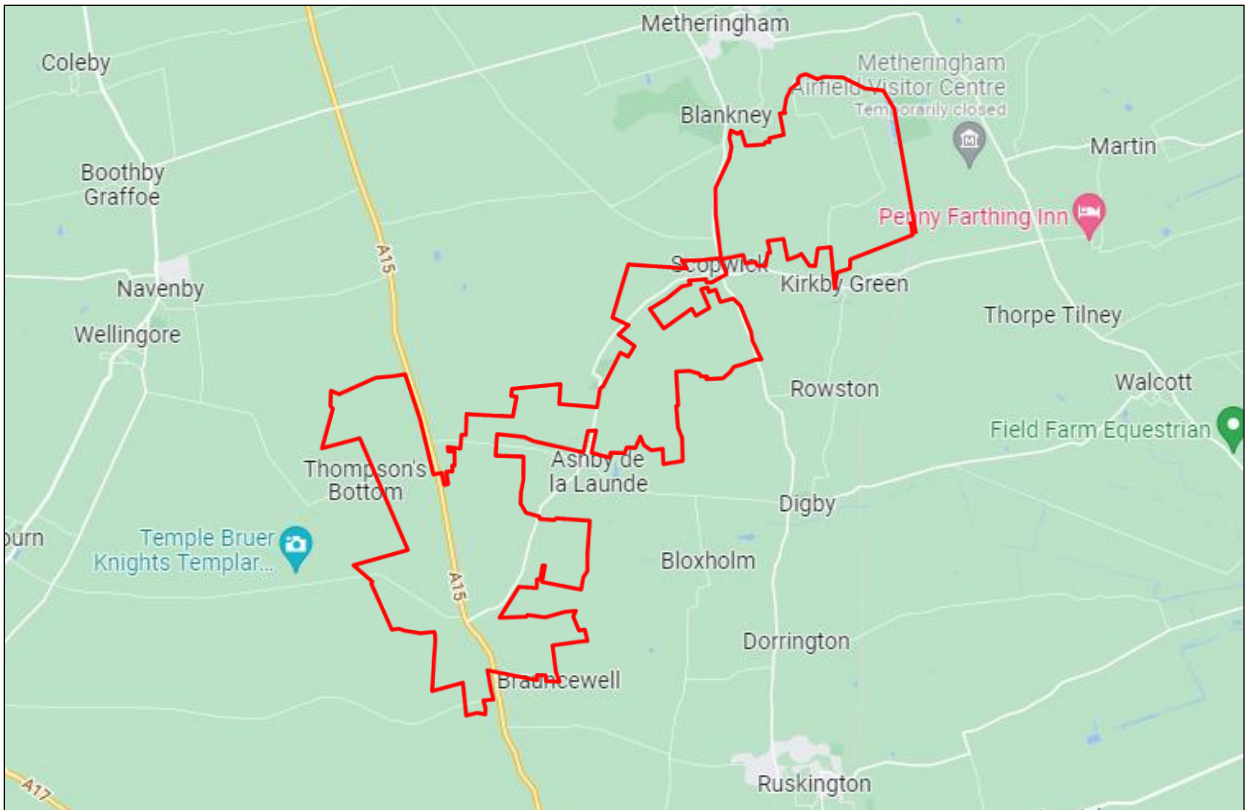 Metheringham
Coleby
Metheringham
Airfield Visitor Centre
Temporarily closed
Blankney
Martin
Boothby
Graffoe
Penny Farthing Inn
A15
Scopwick
Kirkby Green
Navenby
Thorpe Tilney
Wellingore
Rowston
Walcott
Field Farm Equestrian
Thompson's
Bottom
Ashby de
la Launde
Digby
ourn
Temple Bruer
Knights Templar...
Bloxholm
A15
Dorrington
Brauncewell
Ruskington
A17